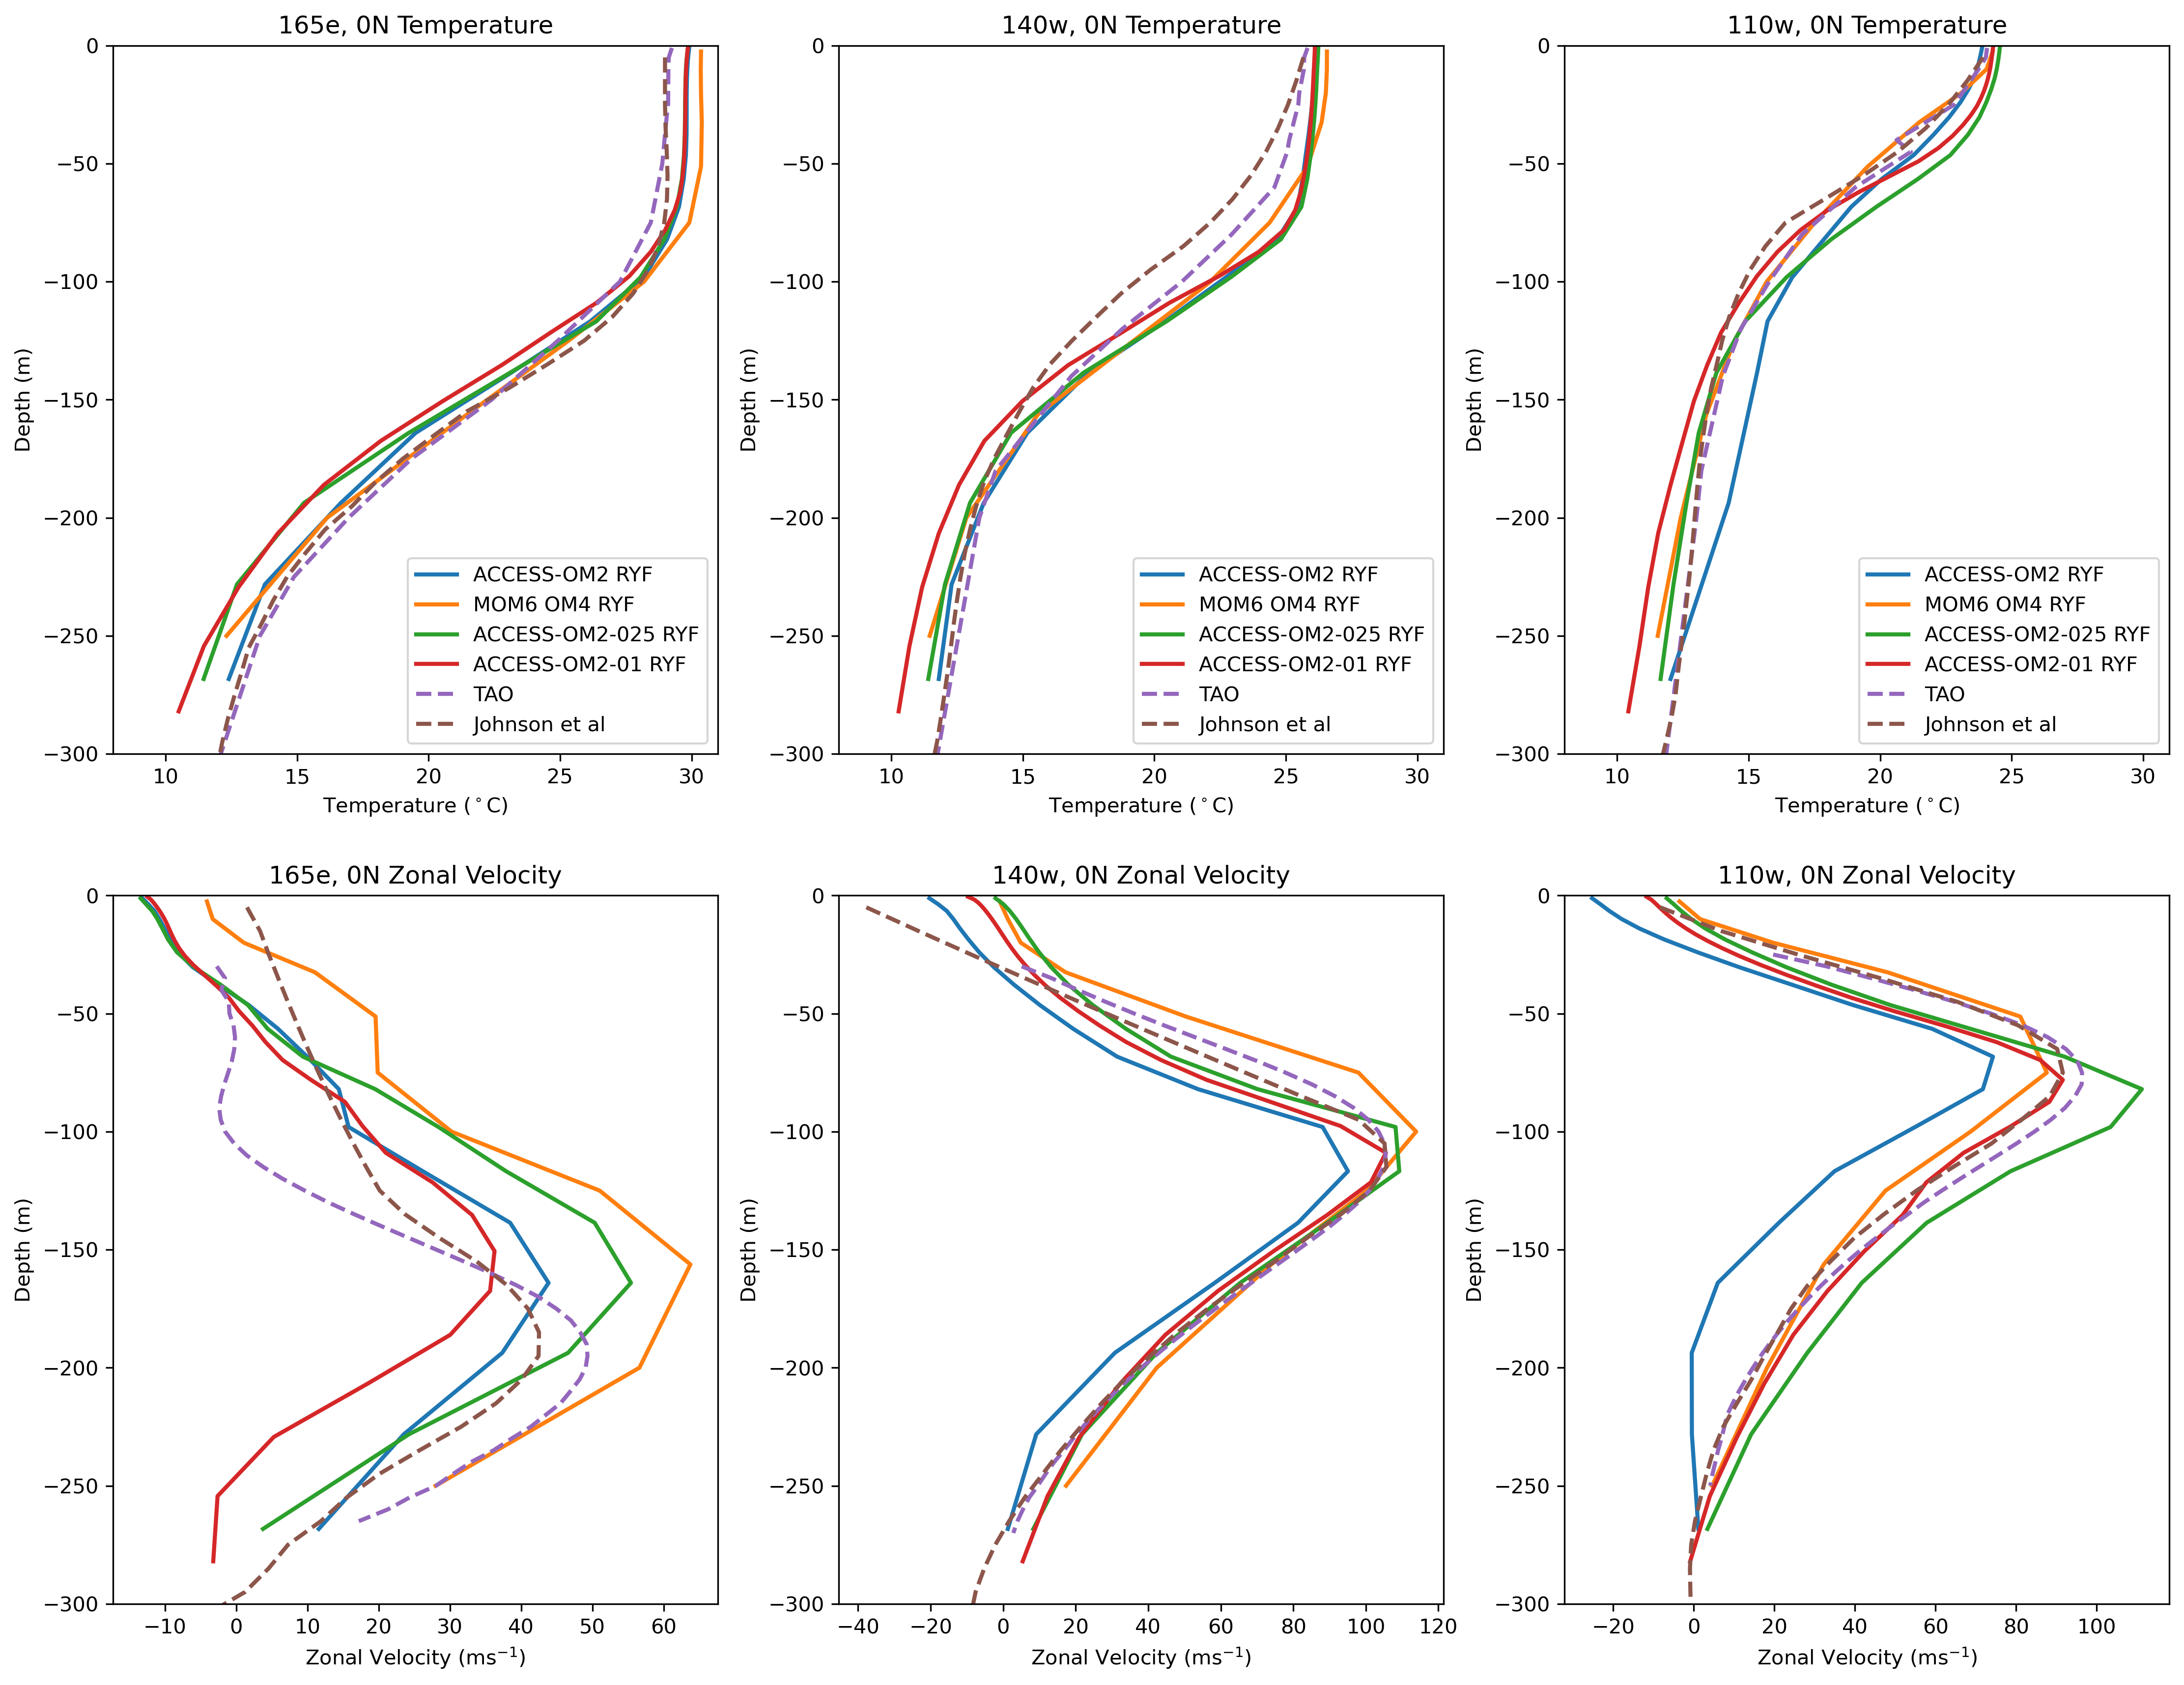 165e, 0N Temperature
0
−50
−100
−150
−200
−250
−300
Depth (m)
10 15 20 25 30
Temperature (°C)
ACCESS-OM2 RYF
MOM6 OM4 RYF
ACCESS-OM2-025 RYF
ACCESS-OM2-01 RYF
TAO
Johnson et al
140w, 0N Temperature
0
−50
−100
−150
−200
−250
−300
Depth (m)
10 15 20 25 30
Temperature (°C)
ACCESS-OM2 RYF
MOM6 OM4 RYF
ACCESS-OM2-025 RYF
ACCESS-OM2-01 RYF
TAO
Johnson et al
110w, 0N Temperature
0
−50
−100
−150
−200
−250
−300
Depth (m)
10 15 20 25 30
Temperature (°C)
ACCESS-OM2 RYF
MOM6 OM4 RYF
ACCESS-OM2-025 RYF
ACCESS-OM2-01 RYF
TAO
Johnson et al
165e, 0N Zonal Velocity
0
−50
−100
−150
−200
−250
−300
Depth (m)
−10 0 10 20 30 40 50 60
Zonal Velocity (ms⁻¹)
140w, 0N Zonal Velocity
0
−50
−100
−150
−200
−250
−300
Depth (m)
−40 −20 0 20 40 60 80 100 120
Zonal Velocity (ms⁻¹)
110w, 0N Zonal Velocity
0
−50
−100
−150
−200
−250
−300
Depth (m)
−20 0 20 40 60 80 100
Zonal Velocity (ms⁻¹)